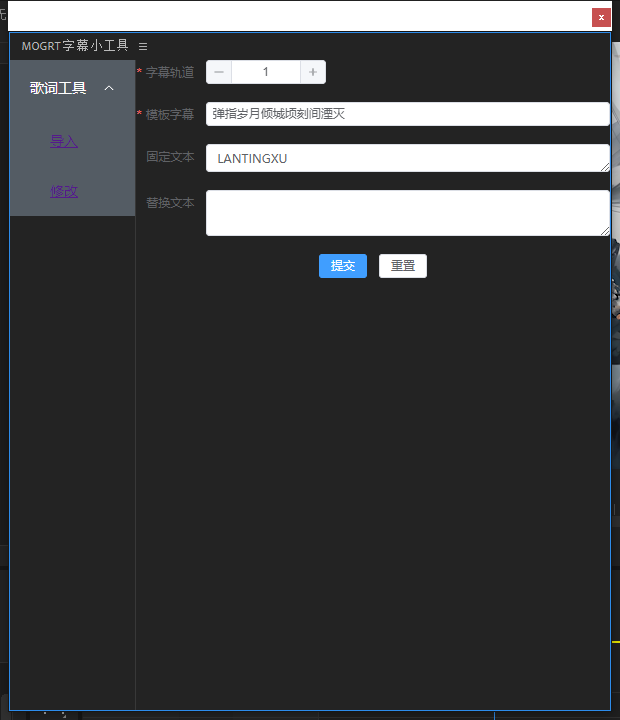 MOGRT字幕小工具 ☰
歌词工具
导入
修改
* 字幕轨道 − 1 +
* 模板字幕 弹指岁月倾城顷刻间湮灭
固定文本 LANTINGXU
替换文本
提交 重置